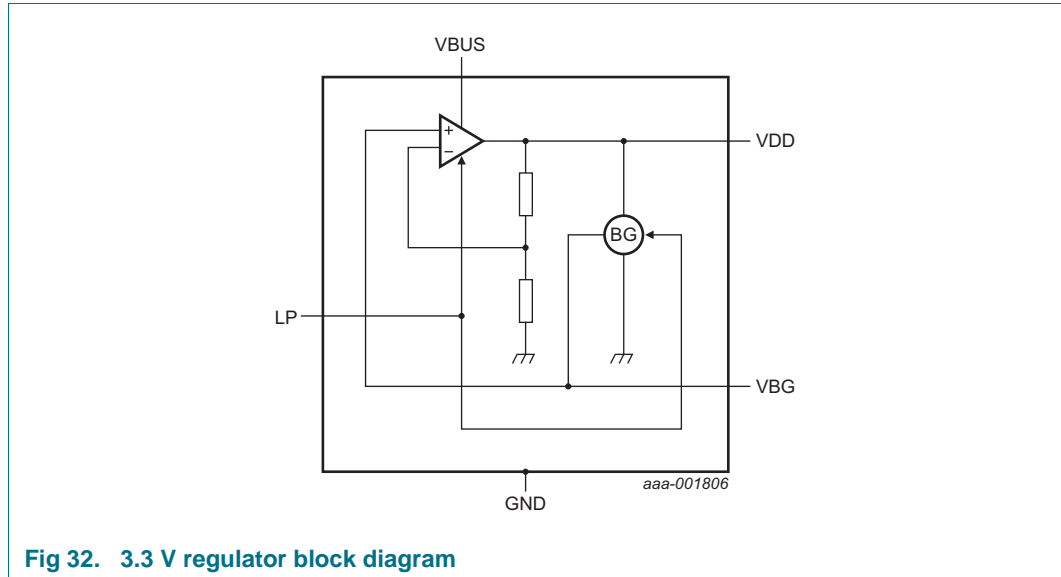 VBUS
+
−
VDD
BG
LP
VBG
aaa-001806
GND
Fig 32. 3.3 V regulator block diagram